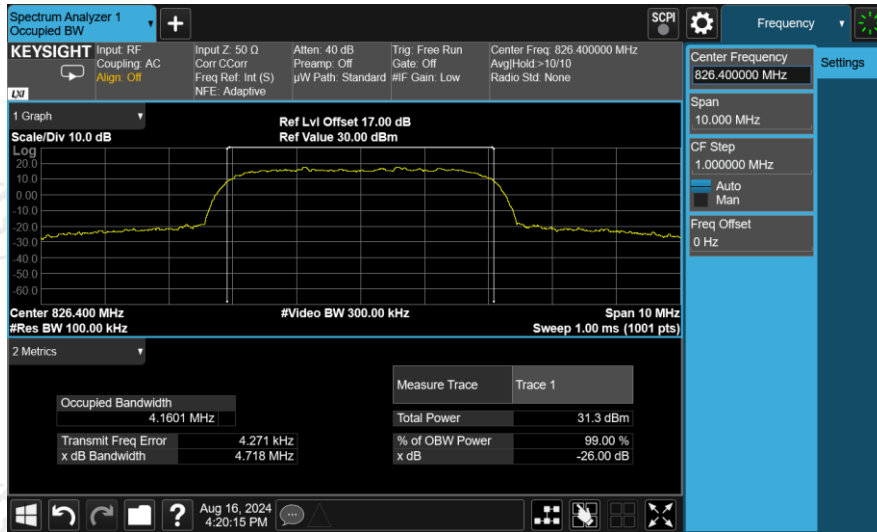 Spectrum Analyzer 1
Occupied BW
▼
+
SCPI
Frequency
▼
KEYSIGHT
LXI
Input: RF
Coupling: AC
Align: Off
Input Z: 50 Ω
Corr CCorr
Freq Ref: Int (S)
NFE: Adaptive
Atten: 40 dB
Preamp: Off
µW Path: Standard
Trig: Free Run
Gate: Off
#IF Gain: Low
Center Freq: 826.400000 MHz
Avg|Hold:>10/10
Radio Std: None
Center Frequency
826.400000 MHz
Settings
Span
10.000 MHz
CF Step
1.000000 MHz
Auto
Man
Freq Offset
0 Hz
1 Graph
▼
Scale/Div 10.0 dB
Ref Lvl Offset 17.00 dB
Ref Value 30.00 dBm
Log
20.0
10.0
0.00
-10.0
-20.0
-30.0
-40.0
-50.0
-60.0
Center 826.400 MHz
#Video BW 300.00 kHz
Span 10 MHz
#Res BW 100.00 kHz
Sweep 1.00 ms (1001 pts)
2 Metrics
▼
Measure Trace Trace 1
Occupied Bandwidth
4.1601 MHz
Total Power 31.3 dBm
Transmit Freq Error 4.271 kHz
% of OBW Power 99.00 %
x dB Bandwidth 4.718 MHz
x dB -26.00 dB
?
Aug 16, 2024
4:20:15 PM